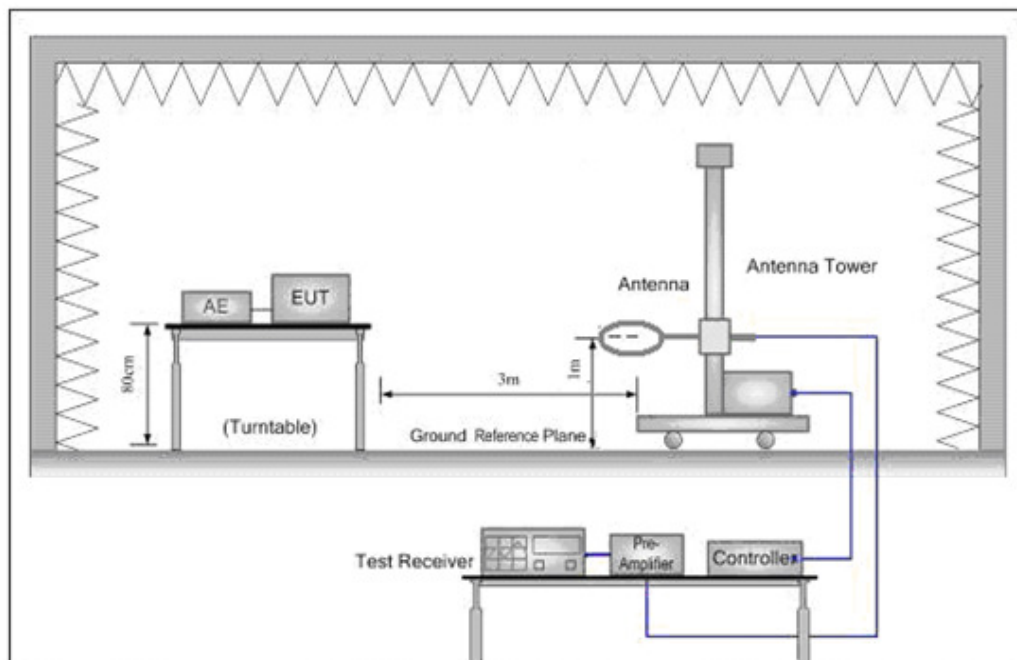 Antenna
Antenna Tower
AE
EUT
80cm
(Turntable)
3m
1m
Ground Reference Plane
Test Receiver
Pre-
Amplifier
Controller